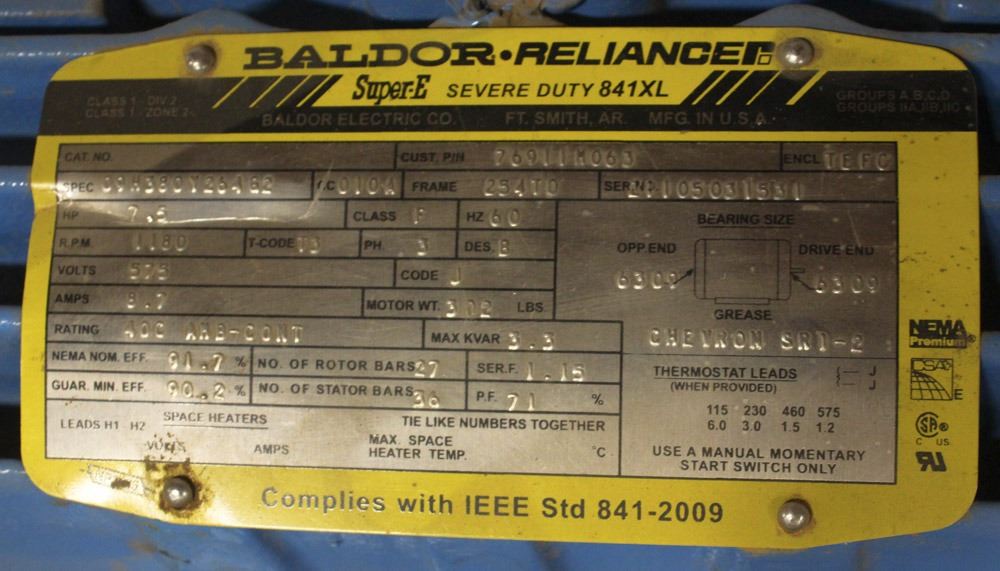 BALDOR • RELIANCER
Super-E SEVERE DUTY 841XL
CLASS 1 - DIV.2
CLASS 1 - ZONE 2
GROUPS A,B,C,D
GROUPS IIA,IIB,IIC
BALDOR ELECTRIC CO. FT. SMITH, AR. MFG. IN U.S.A.
CAT. NO. CUST. P/N 76911M063 ENCL TEFC
SPEC CC 010A FRAME 254TD SER. NO.
HP 7.5 CLASS F HZ 60
R.P.M 1180 T-CODE T3 PH 3 DES. B
VOLTS 575 CODE J
AMPS 8.7 MOTOR WT. 302 LBS.
RATING 40C AMB-CONT MAX KVAR 3.3
NEMA NOM. EFF. 91.7 % NO. OF ROTOR BARS 27 SER.F. 1.15
GUAR. MIN. EFF. 90.2 % NO. OF STATOR BARS 36 P.F. 71 %
LEADS H1 H2 SPACE HEATERS TIE LIKE NUMBERS TOGETHER
VOLTS AMPS MAX. SPACE HEATER TEMP. °C
BEARING SIZE
OPP.END DRIVE END
6309 6309
GREASE
CHEVRON SRI-2
THERMOSTAT LEADS J
(WHEN PROVIDED) J
115 230 460 575
6.0 3.0 1.5 1.2
USE A MANUAL MOMENTARY
START SWITCH ONLY
NEMA
Premium®
CSA
E
SA ®
C US
Complies with IEEE Std 841-2009